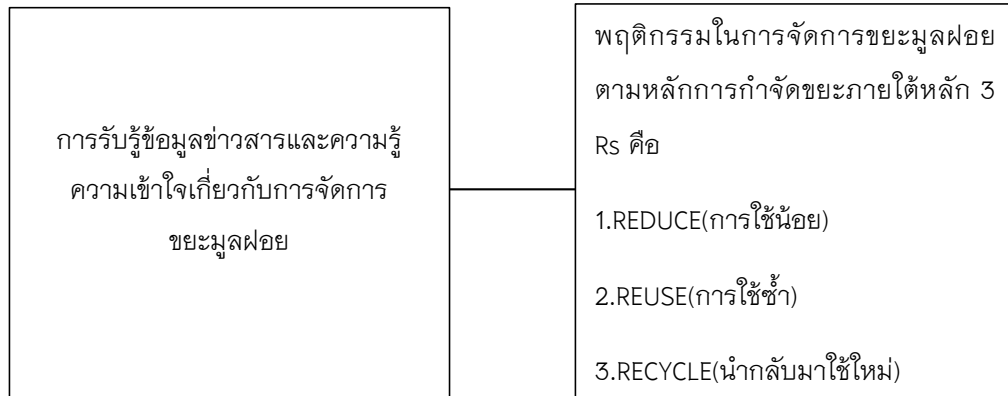 การรับรู้ข้อมูลข่าวสารและความรู้
ความเข้าใจเกี่ยวกับการจัดการ
ขยะมูลฝอย
พฤติกรรมในการจัดการขยะมูลฝอย
ตามหลักการกำจัดขยะภายใต้หลัก 3
Rs คือ
1.REDUCE(การใช้น้อย)
2.REUSE(การใช้ซ้ำ)
3.RECYCLE(นำกลับมาใช้ใหม่)